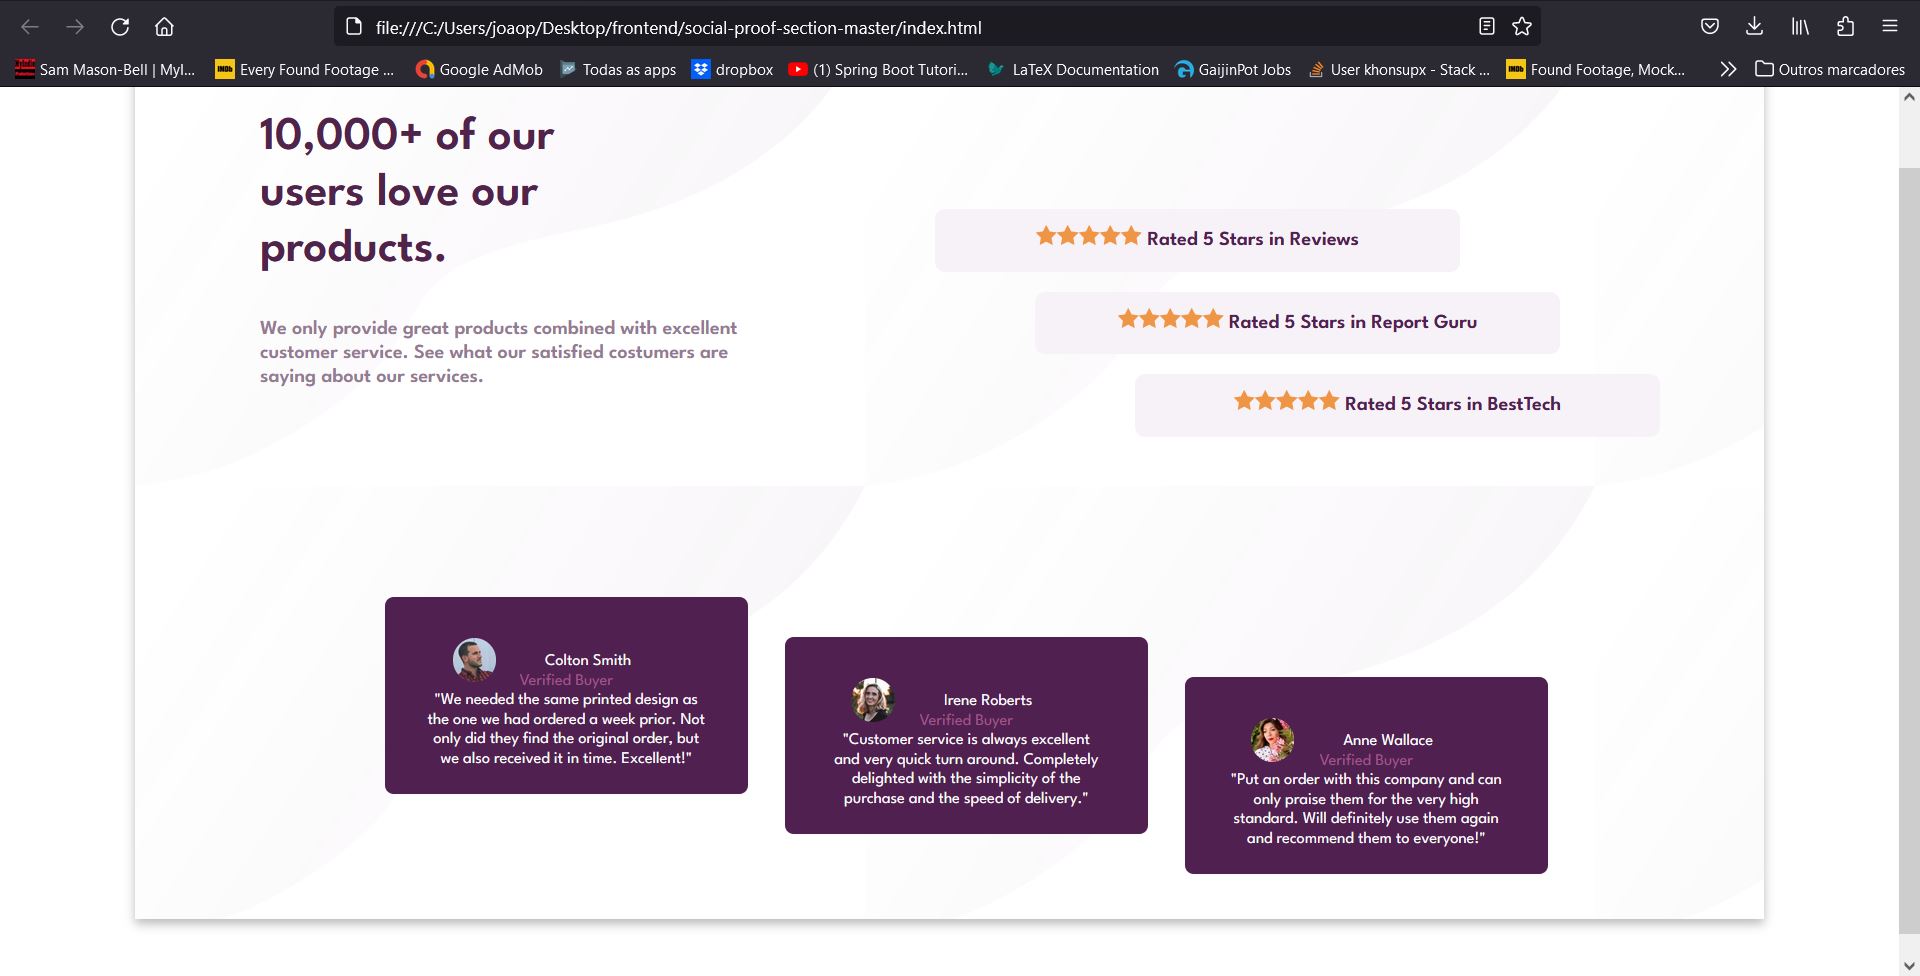 file:///C:/Users/joaop/Desktop/frontend/social-proof-section-master/index.html
Sam Mason-Bell | Myl... Every Found Footage ... Google AdMob Todas as apps dropbox (1) Spring Boot Tutori... LaTeX Documentation GaijinPot Jobs User khonsupx - Stack ... Found Footage, Mock... Outros marcadores
10,000+ of our
users love our
products.
We only provide great products combined with excellent
customer service. See what our satisfied costumers are
saying about our services.
Rated 5 Stars in Reviews
Rated 5 Stars in Report Guru
Rated 5 Stars in BestTech
Colton Smith
Verified Buyer
"We needed the same printed design as
the one we had ordered a week prior. Not
only did they find the original order, but
we also received it in time. Excellent!"
Irene Roberts
Verified Buyer
"Customer service is always excellent
and very quick turn around. Completely
delighted with the simplicity of the
purchase and the speed of delivery."
Anne Wallace
Verified Buyer
"Put an order with this company and can
only praise them for the very high
standard. Will definitely use them again
and recommend them to everyone!"